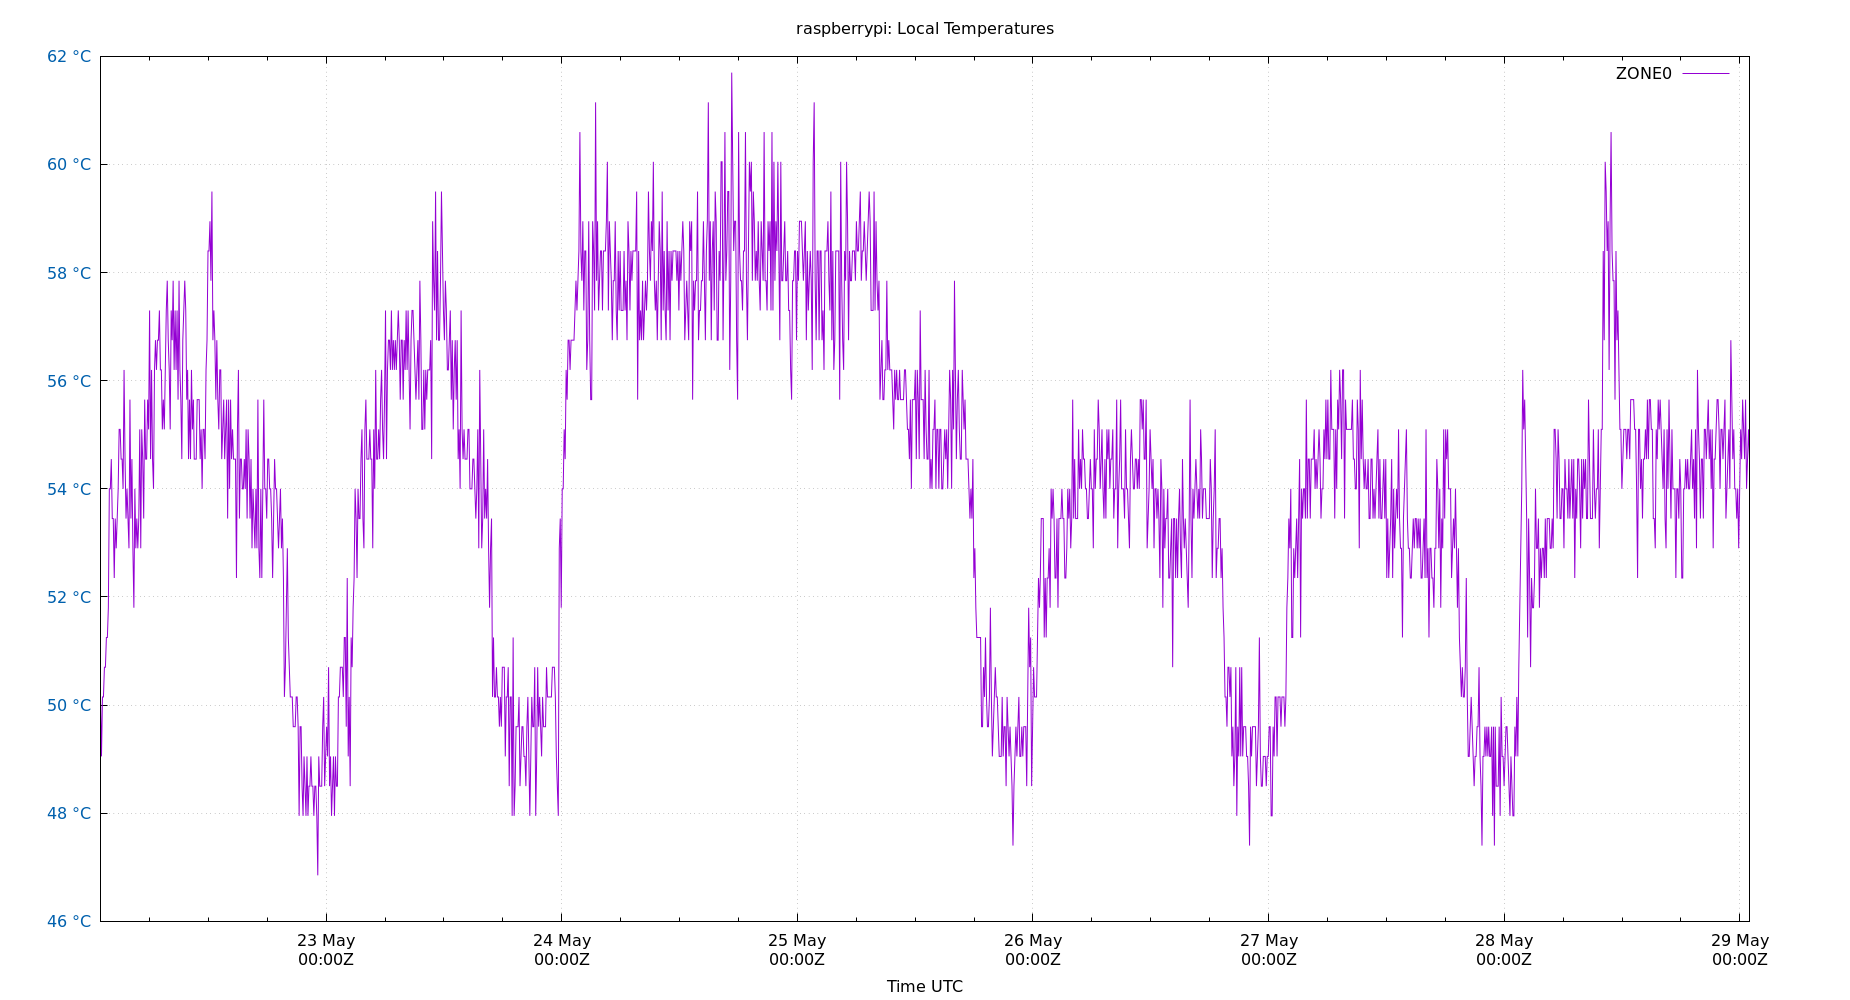 raspberrypi: Local Temperatures
62 °C
ZONE0
60 °C
58 °C
56 °C
54 °C
52 °C
50 °C
48 °C
46 °C
23 May 24 May 25 May 26 May 27 May 28 May 29 May
00:00Z 00:00Z 00:00Z 00:00Z 00:00Z 00:00Z 00:00Z
Time UTC